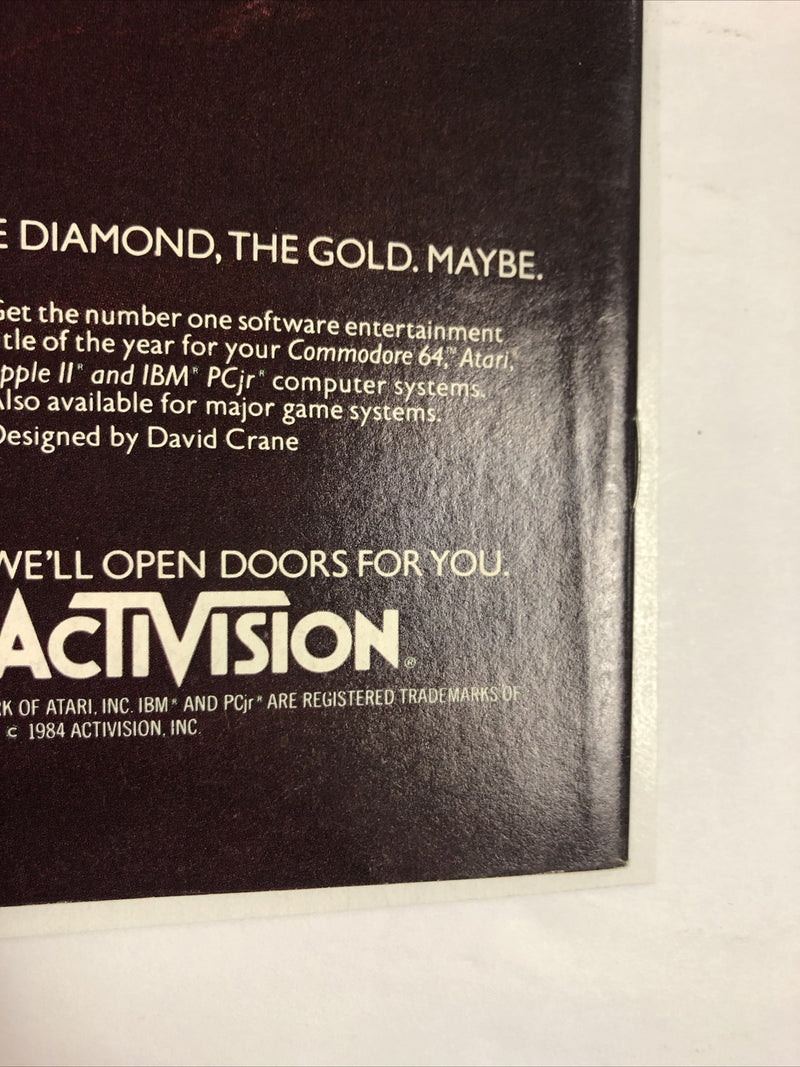 E DIAMOND, THE GOLD. MAYBE.
Get the number one software entertainment
tle of the year for your Commodore 64,™ Atari,®
pple II® and IBM® PCjr® computer systems.
Also available for major game systems.
Designed by David Crane
WE'LL OPEN DOORS FOR YOU.
ACTIVISION®
RK OF ATARI, INC. IBM® AND PCjr® ARE REGISTERED TRADEMARKS OF
c 1984 ACTIVISION, INC.